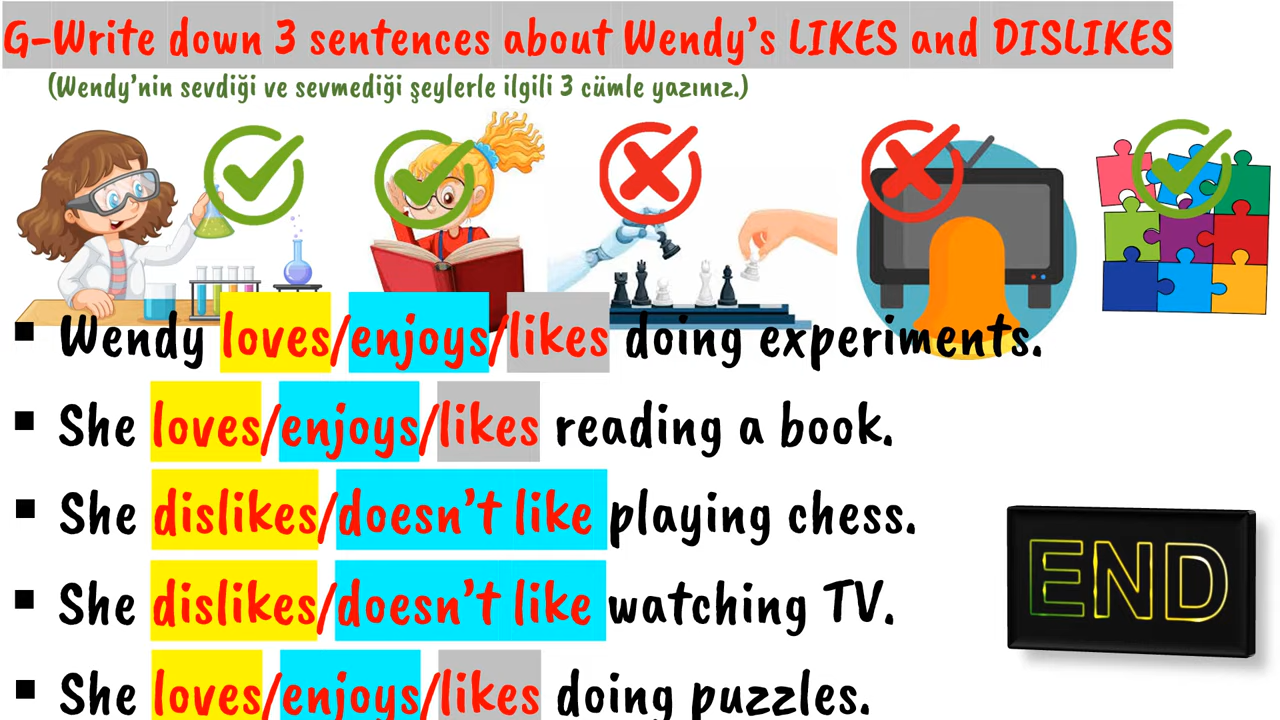 G-Write down 3 sentences about Wendy's LIKES and DISLIKES
(Wendy'nin sevdiği ve sevmediği şeylerle ilgili 3 cümle yazınız.)
▪ Wendy loves/enjoys/likes doing experiments.
▪ She loves/enjoys/likes reading a book.
▪ She dislikes/doesn't like playing chess.
▪ She dislikes/doesn't like watching TV.
▪ She loves/enjoys/likes doing puzzles.
END